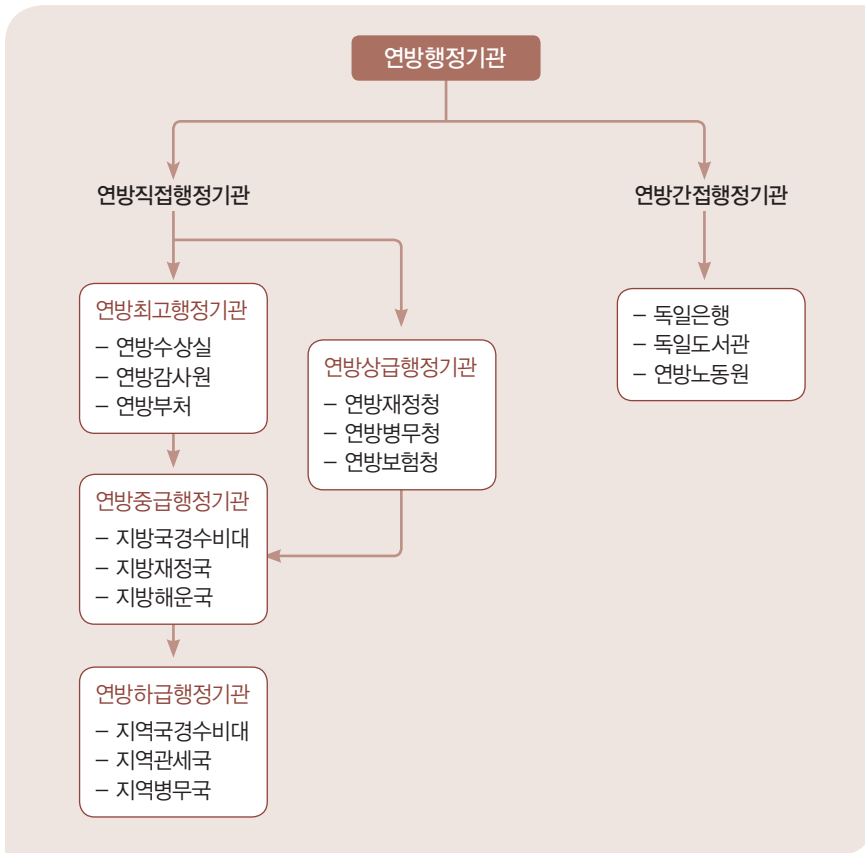 연방행정기관
연방직접행정기관
연방간접행정기관
연방최고행정기관
– 연방수상실
– 연방감사원
– 연방부처
연방상급행정기관
– 연방재정청
– 연방병무청
– 연방보험청
– 독일은행
– 독일도서관
– 연방노동원
연방중급행정기관
– 지방국경수비대
– 지방재정국
– 지방해운국
연방하급행정기관
– 지역국경수비대
– 지역관세국
– 지역병무국